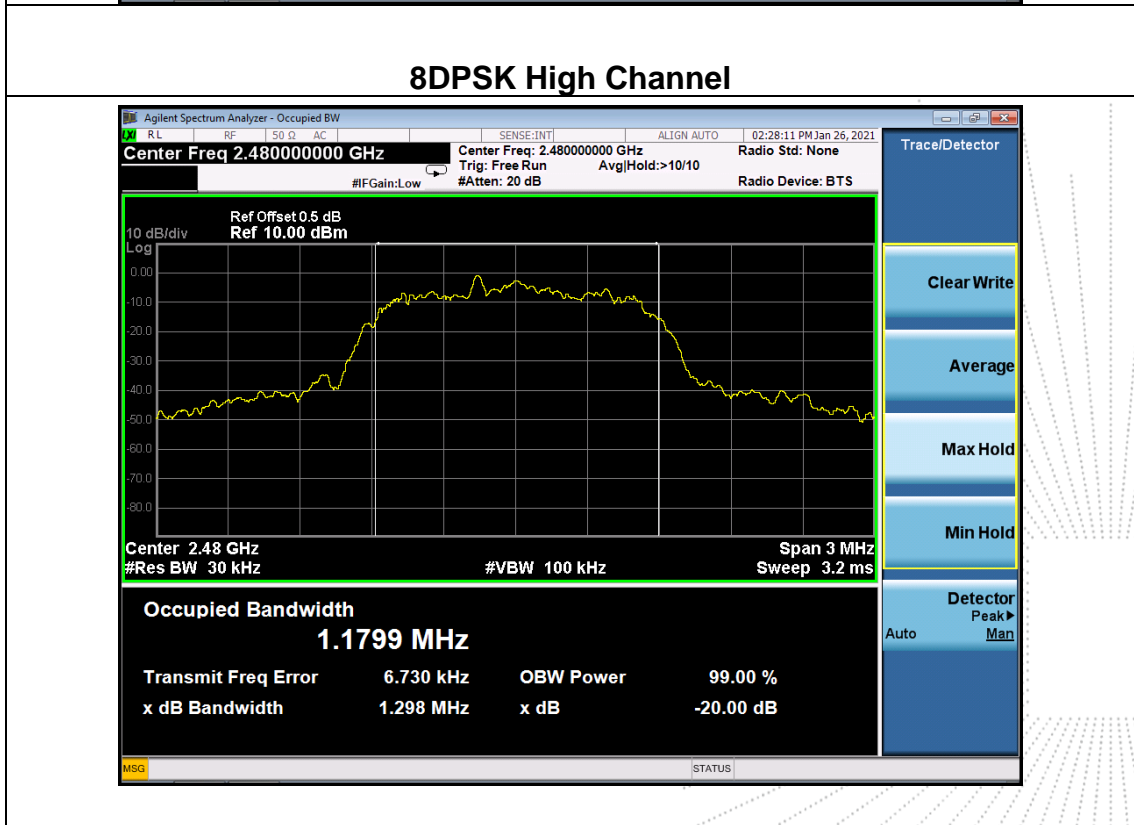 8DPSK High Channel
Agilent Spectrum Analyzer - Occupied BW
LXI RL RF 50 Ω AC SENSE:INT ALIGN AUTO 02:28:11 PM Jan 26, 2021
Center Freq 2.480000000 GHz
Center Freq: 2.480000000 GHz Radio Std: None
Trig: Free Run Avg|Hold:>10/10
#IFGain:Low #Atten: 20 dB Radio Device: BTS
Trace/Detector
Ref Offset 0.5 dB
10 dB/div Ref 10.00 dBm
Log
0.00
-10.0
-20.0
-30.0
-40.0
-50.0
-60.0
-70.0
-80.0
Center 2.48 GHz Span 3 MHz
#Res BW 30 kHz #VBW 100 kHz Sweep 3.2 ms
Clear Write
Average
Max Hold
Min Hold
Detector
Peak▶
Auto Man
Occupied Bandwidth
1.1799 MHz
Transmit Freq Error 6.730 kHz OBW Power 99.00 %
x dB Bandwidth 1.298 MHz x dB -20.00 dB
MSG STATUS